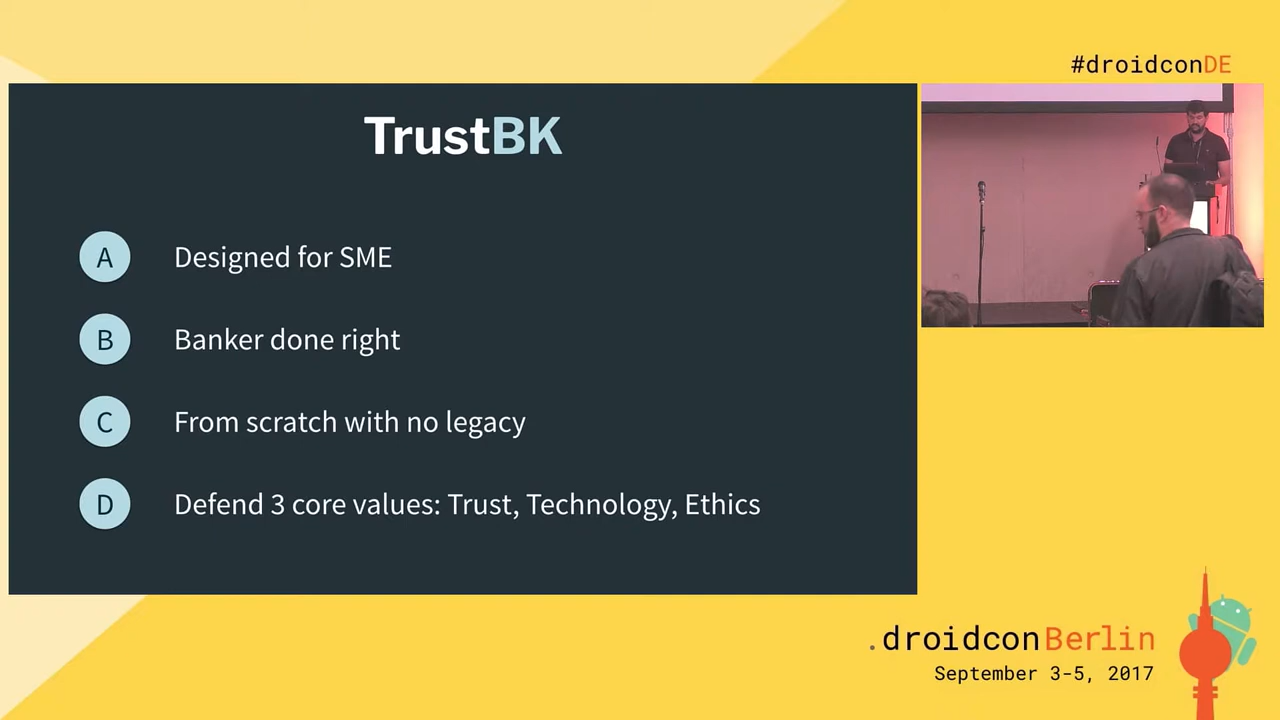 #droidconDE
TrustBK
A Designed for SME
B Banker done right
C From scratch with no legacy
D Defend 3 core values: Trust, Technology, Ethics
.droidconBerlin
September 3-5, 2017